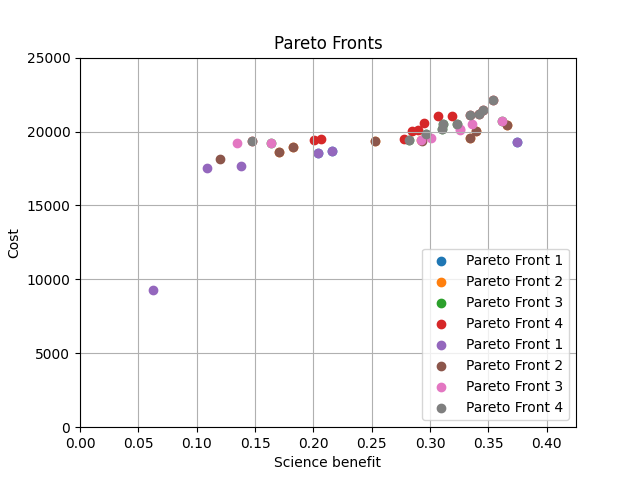 Pareto Fronts
25000
20000
15000
10000
5000
0
Cost
0.00 0.05 0.10 0.15 0.20 0.25 0.30 0.35 0.40
Science benefit
Pareto Front 1
Pareto Front 2
Pareto Front 3
Pareto Front 4
Pareto Front 1
Pareto Front 2
Pareto Front 3
Pareto Front 4